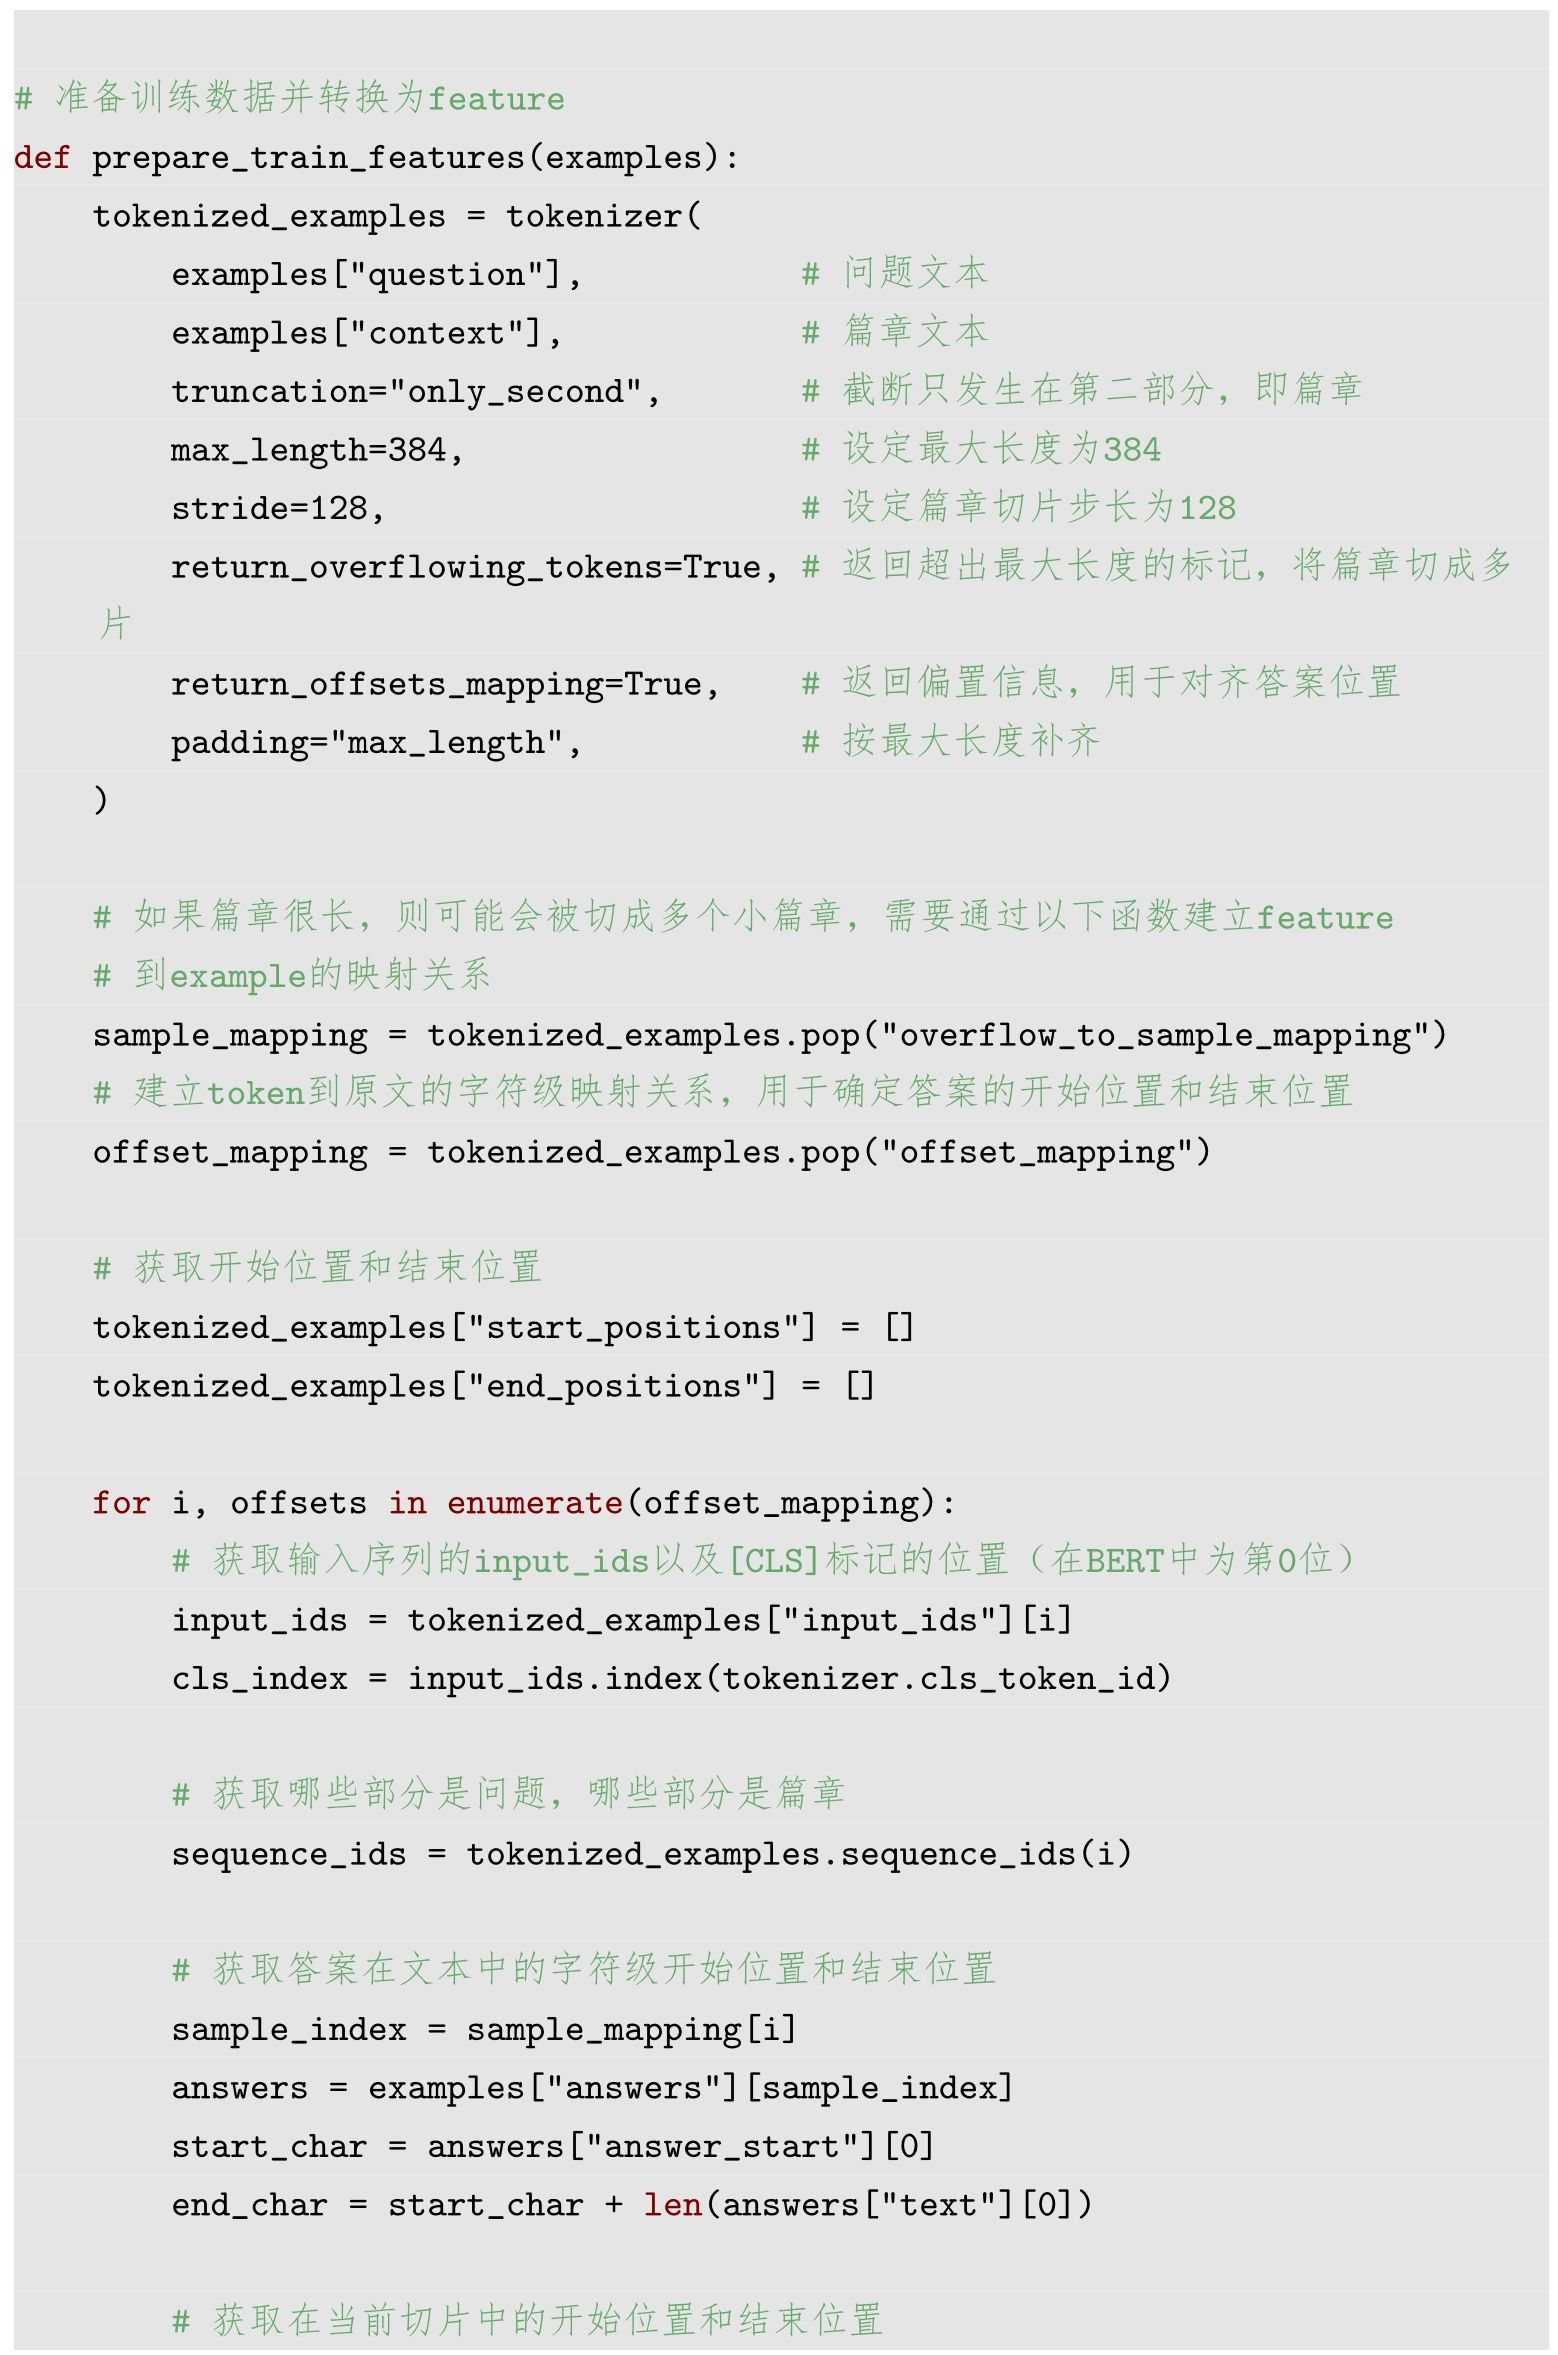 # 准备训练数据并转换为feature
def prepare_train_features(examples):
    tokenized_examples = tokenizer(
        examples["question"],           # 问题文本
        examples["context"],            # 篇章文本
        truncation="only_second",       # 截断只发生在第二部分，即篇章
        max_length=384,                 # 设定最大长度为384
        stride=128,                     # 设定篇章切片步长为128
        return_overflowing_tokens=True, # 返回超出最大长度的标记，将篇章切成多
    片
        return_offsets_mapping=True,    # 返回偏置信息，用于对齐答案位置
        padding="max_length",           # 按最大长度补齐
    )
    # 如果篇章很长，则可能会被切成多个小篇章，需要通过以下函数建立feature
    # 到example的映射关系
    sample_mapping = tokenized_examples.pop("overflow_to_sample_mapping")
    # 建立token到原文的字符级映射关系，用于确定答案的开始位置和结束位置
    offset_mapping = tokenized_examples.pop("offset_mapping")
    # 获取开始位置和结束位置
    tokenized_examples["start_positions"] = []
    tokenized_examples["end_positions"] = []
    for i, offsets in enumerate(offset_mapping):
        # 获取输入序列的input_ids以及[CLS]标记的位置（在BERT中为第0位）
        input_ids = tokenized_examples["input_ids"][i]
        cls_index = input_ids.index(tokenizer.cls_token_id)
        # 获取哪些部分是问题，哪些部分是篇章
        sequence_ids = tokenized_examples.sequence_ids(i)
        # 获取答案在文本中的字符级开始位置和结束位置
        sample_index = sample_mapping[i]
        answers = examples["answers"][sample_index]
        start_char = answers["answer_start"][0]
        end_char = start_char + len(answers["text"][0])
        # 获取在当前切片中的开始位置和结束位置